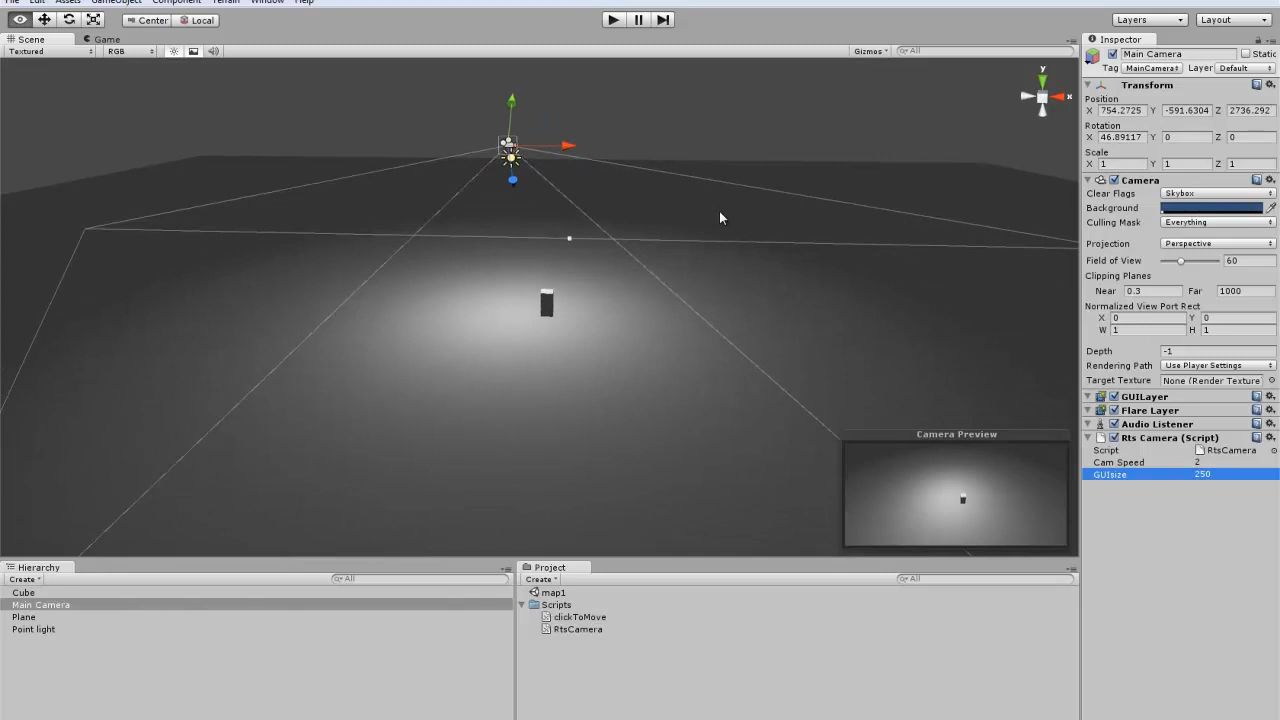 File Edit Assets GameObject Component Terrain Window Help
Center Local Layers Layout
Scene Game
Textured RGB Gizmos All
y
x
Inspector
Main Camera Static
Tag MainCamera Layer Default
Transform
Position
X 754.2725 Y -591.6304 Z 2736.292
Rotation
X 46.89117 Y 0 Z 0
Scale
X 1 Y 1 Z 1
Camera
Clear Flags Skybox
Background
Culling Mask Everything
Projection Perspective
Field of View 60
Clipping Planes
Near 0.3 Far 1000
Normalized View Port Rect
X 0 Y 0
W 1 H 1
Depth -1
Rendering Path Use Player Settings
Target Texture None (Render Texture
GUILayer
Flare Layer
Audio Listener
Rts Camera (Script)
Script RtsCamera
Cam Speed 2
GUIsize 250
Camera Preview
Hierarchy
Create All
Cube
Main Camera
Plane
Point light
Project
Create All
map1
Scripts
clickToMove
RtsCamera